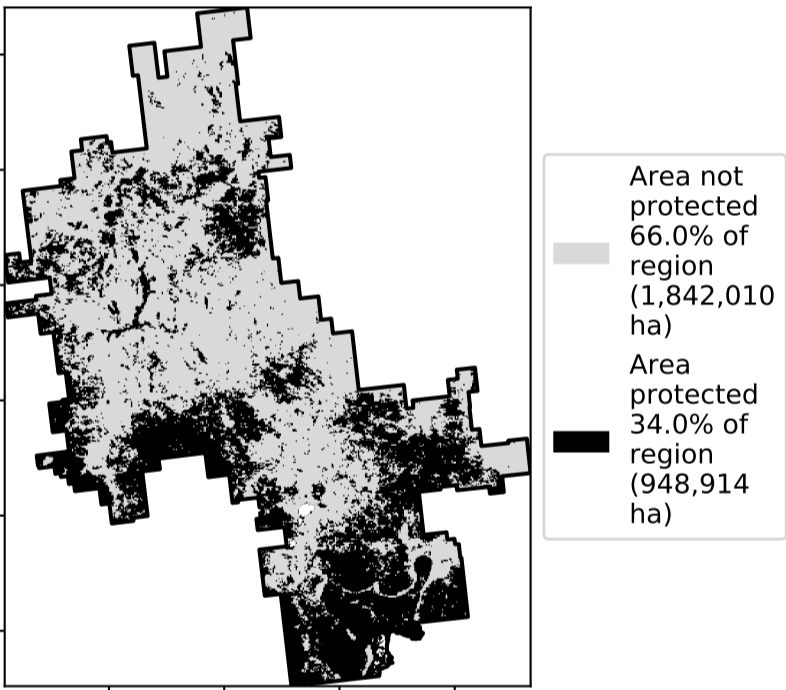 Area not
protected
66.0% of
region
(1,842,010
ha)
Area
protected
34.0% of
region
(948,914
ha)